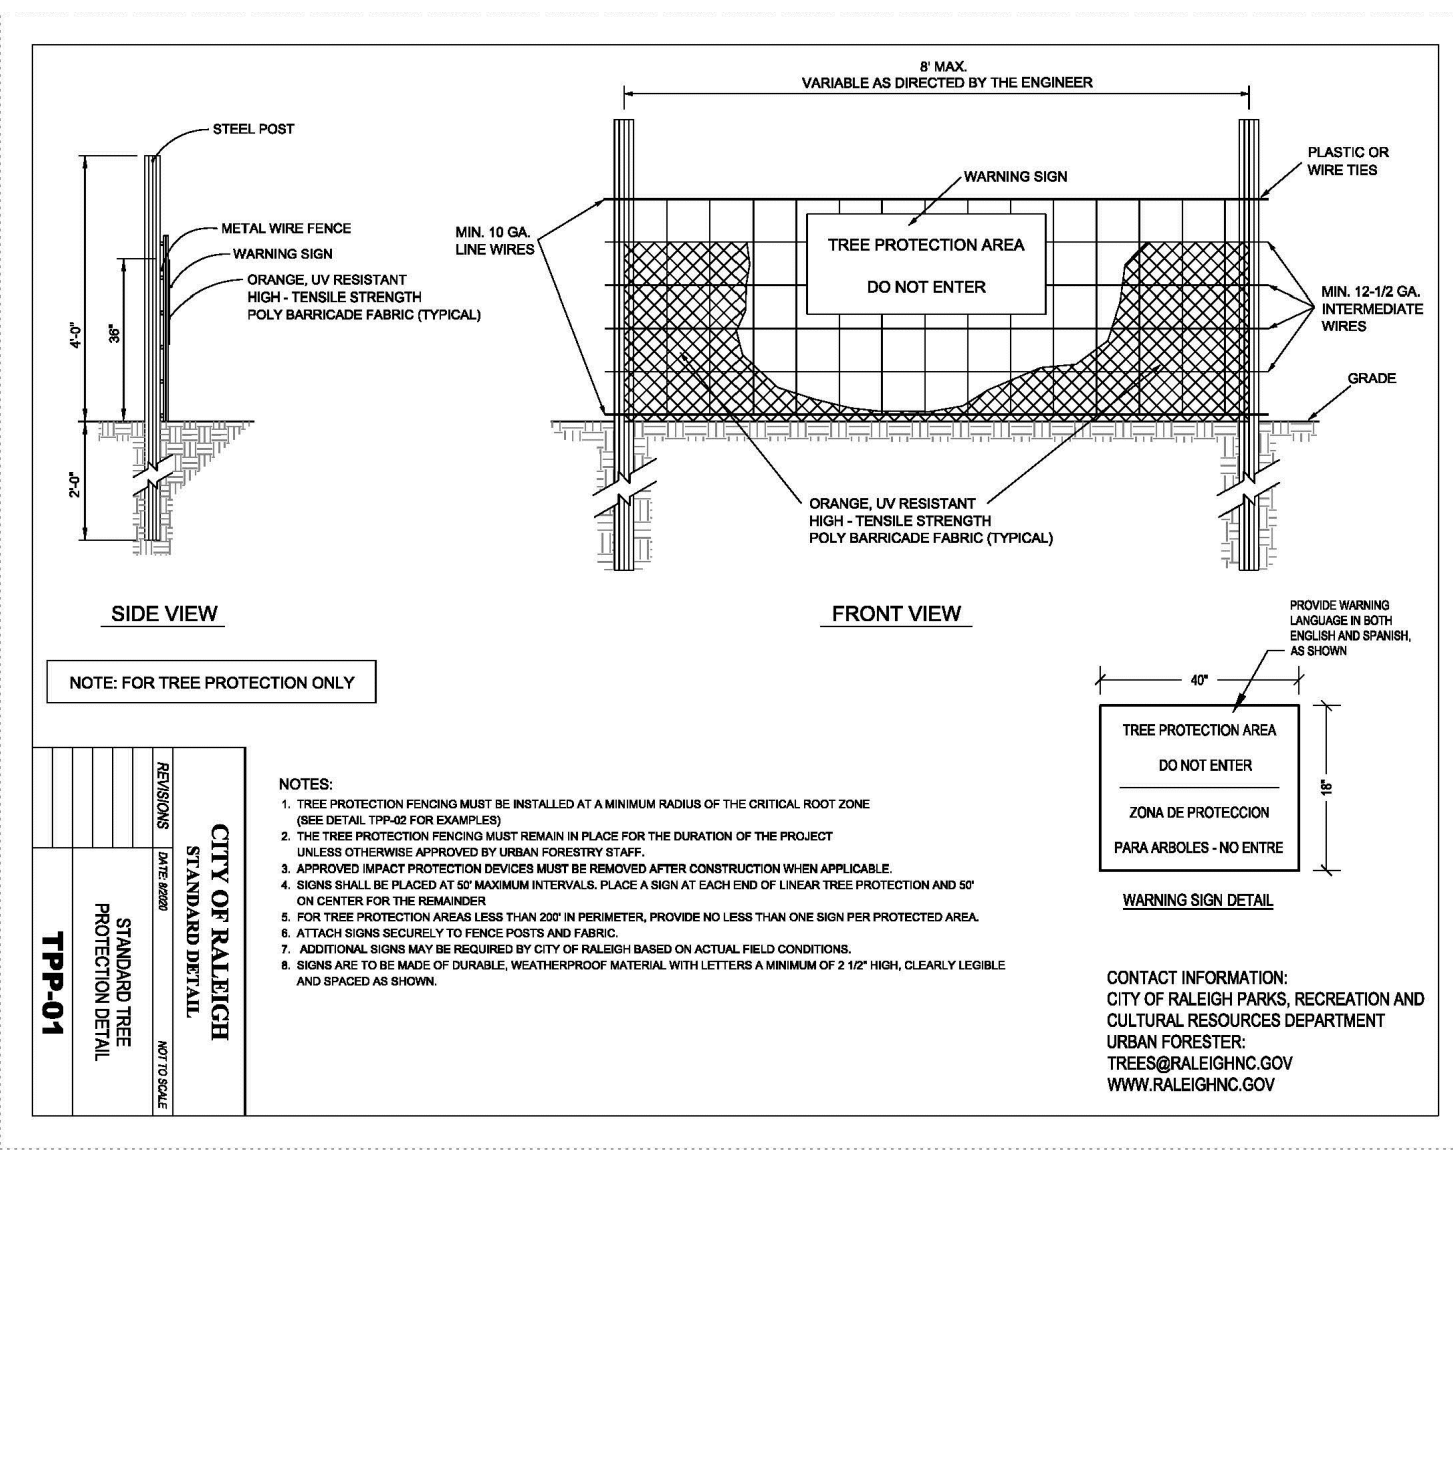 8' MAX.
VARIABLE AS DIRECTED BY THE ENGINEER
STEEL POST
METAL WIRE FENCE
WARNING SIGN
ORANGE, UV RESISTANT
HIGH - TENSILE STRENGTH
POLY BARRICADE FABRIC (TYPICAL)
4'-0"
36"
2'-0"
SIDE VIEW
MIN. 10 GA.
LINE WIRES
WARNING SIGN
TREE PROTECTION AREA
DO NOT ENTER
PLASTIC OR
WIRE TIES
MIN. 12-1/2 GA.
INTERMEDIATE
WIRES
GRADE
ORANGE, UV RESISTANT
HIGH - TENSILE STRENGTH
POLY BARRICADE FABRIC (TYPICAL)
FRONT VIEW
NOTE: FOR TREE PROTECTION ONLY
PROVIDE WARNING
LANGUAGE IN BOTH
ENGLISH AND SPANISH,
AS SHOWN
40"
18"
TREE PROTECTION AREA
DO NOT ENTER
ZONA DE PROTECCION
PARA ARBOLES - NO ENTRE
WARNING SIGN DETAIL
NOTES:
1. TREE PROTECTION FENCING MUST BE INSTALLED AT A MINIMUM RADIUS OF THE CRITICAL ROOT ZONE
(SEE DETAIL TPP-02 FOR EXAMPLES)
2. THE TREE PROTECTION FENCING MUST REMAIN IN PLACE FOR THE DURATION OF THE PROJECT
UNLESS OTHERWISE APPROVED BY URBAN FORESTRY STAFF.
3. APPROVED IMPACT PROTECTION DEVICES MUST BE REMOVED AFTER CONSTRUCTION WHEN APPLICABLE.
4. SIGNS SHALL BE PLACED AT 50' MAXIMUM INTERVALS. PLACE A SIGN AT EACH END OF LINEAR TREE PROTECTION AND 50'
ON CENTER FOR THE REMAINDER
5. FOR TREE PROTECTION AREAS LESS THAN 200' IN PERIMETER, PROVIDE NO LESS THAN ONE SIGN PER PROTECTED AREA.
6. ATTACH SIGNS SECURELY TO FENCE POSTS AND FABRIC.
7. ADDITIONAL SIGNS MAY BE REQUIRED BY CITY OF RALEIGH BASED ON ACTUAL FIELD CONDITIONS.
8. SIGNS ARE TO BE MADE OF DURABLE, WEATHERPROOF MATERIAL WITH LETTERS A MINIMUM OF 2 1/2" HIGH, CLEARLY LEGIBLE
AND SPACED AS SHOWN.
CONTACT INFORMATION:
CITY OF RALEIGH PARKS, RECREATION AND
CULTURAL RESOURCES DEPARTMENT
URBAN FORESTER:
TREES@RALEIGHNC.GOV
WWW.RALEIGHNC.GOV
CITY OF RALEIGH
STANDARD DETAIL
REVISIONS
DATE: 8/2020
NOT TO SCALE
STANDARD TREE
PROTECTION DETAIL
TPP-01